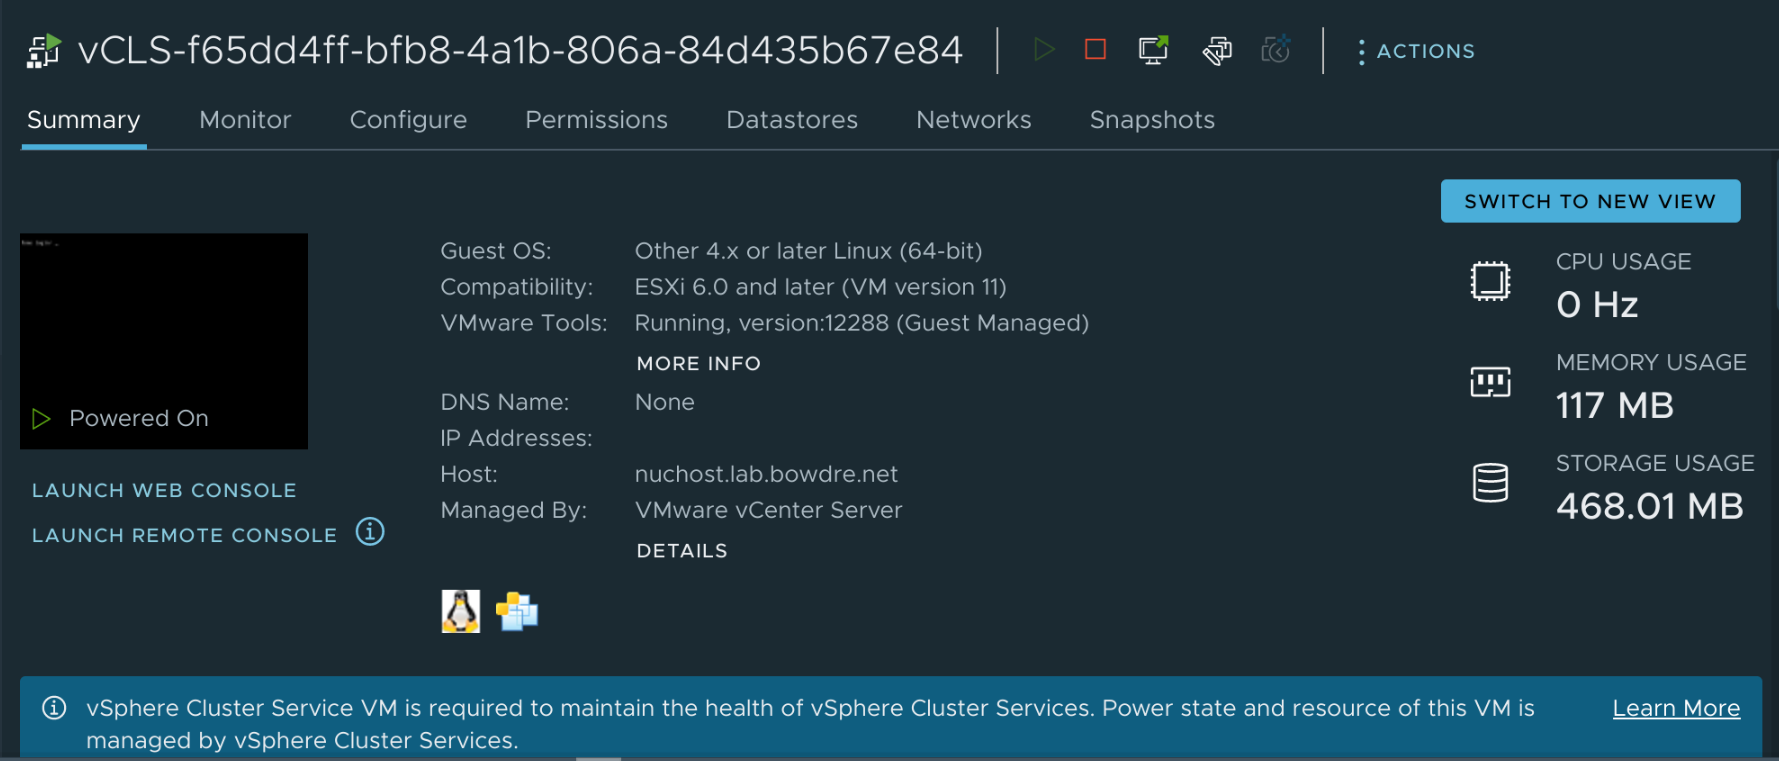 vCLS-f65dd4ff-bfb8-4a1b-806a-84d435b67e84
ACTIONS
Summary Monitor Configure Permissions Datastores Networks Snapshots
SWITCH TO NEW VIEW
Powered On
LAUNCH WEB CONSOLE
LAUNCH REMOTE CONSOLE
Guest OS: Other 4.x or later Linux (64-bit)
Compatibility: ESXi 6.0 and later (VM version 11)
VMware Tools: Running, version:12288 (Guest Managed)
MORE INFO
DNS Name: None
IP Addresses:
Host: nuchost.lab.bowdre.net
Managed By: VMware vCenter Server
DETAILS
CPU USAGE
0 Hz
MEMORY USAGE
117 MB
STORAGE USAGE
468.01 MB
vSphere Cluster Service VM is required to maintain the health of vSphere Cluster Services. Power state and resource of this VM is
managed by vSphere Cluster Services.
Learn More